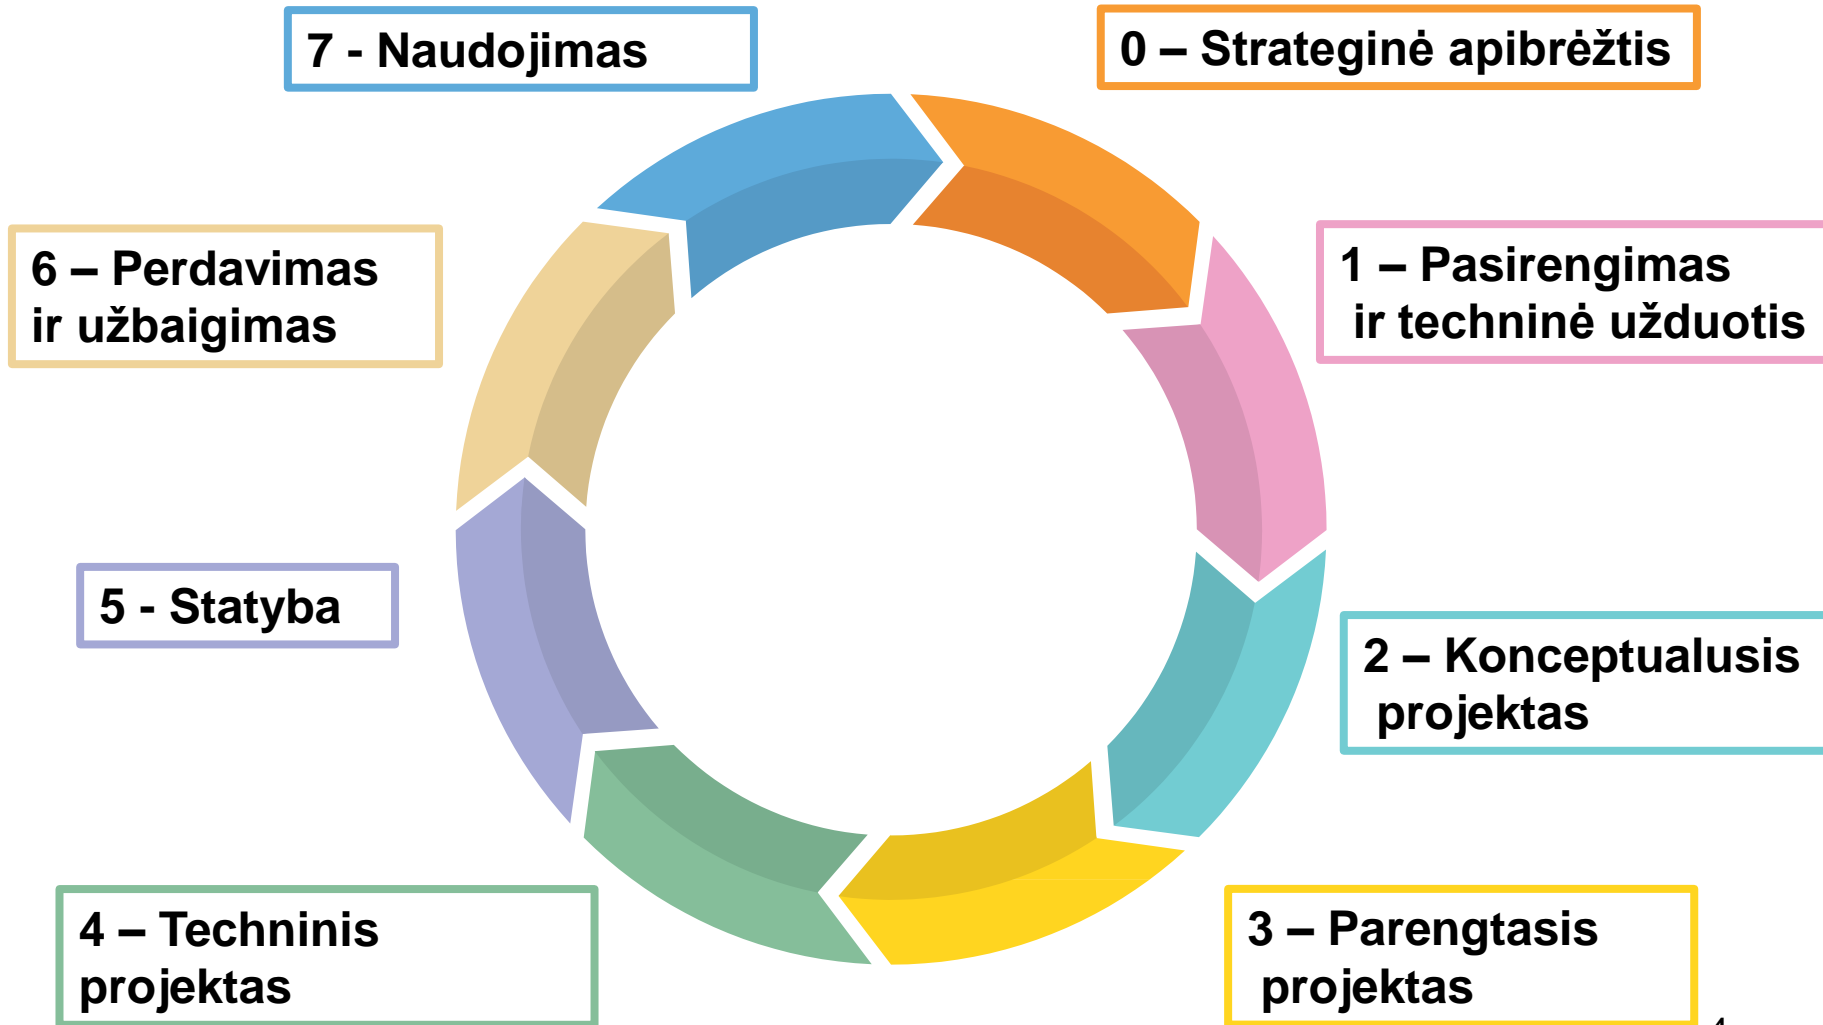 7 - Naudojimas
0 – Strateginė apibrėžtis
6 – Perdavimas
ir užbaigimas
1 – Pasirengimas
ir techninė užduotis
5 - Statyba
2 – Konceptualusis
projektas
4 – Techninis
projektas
3 – Parengtasis
projektas